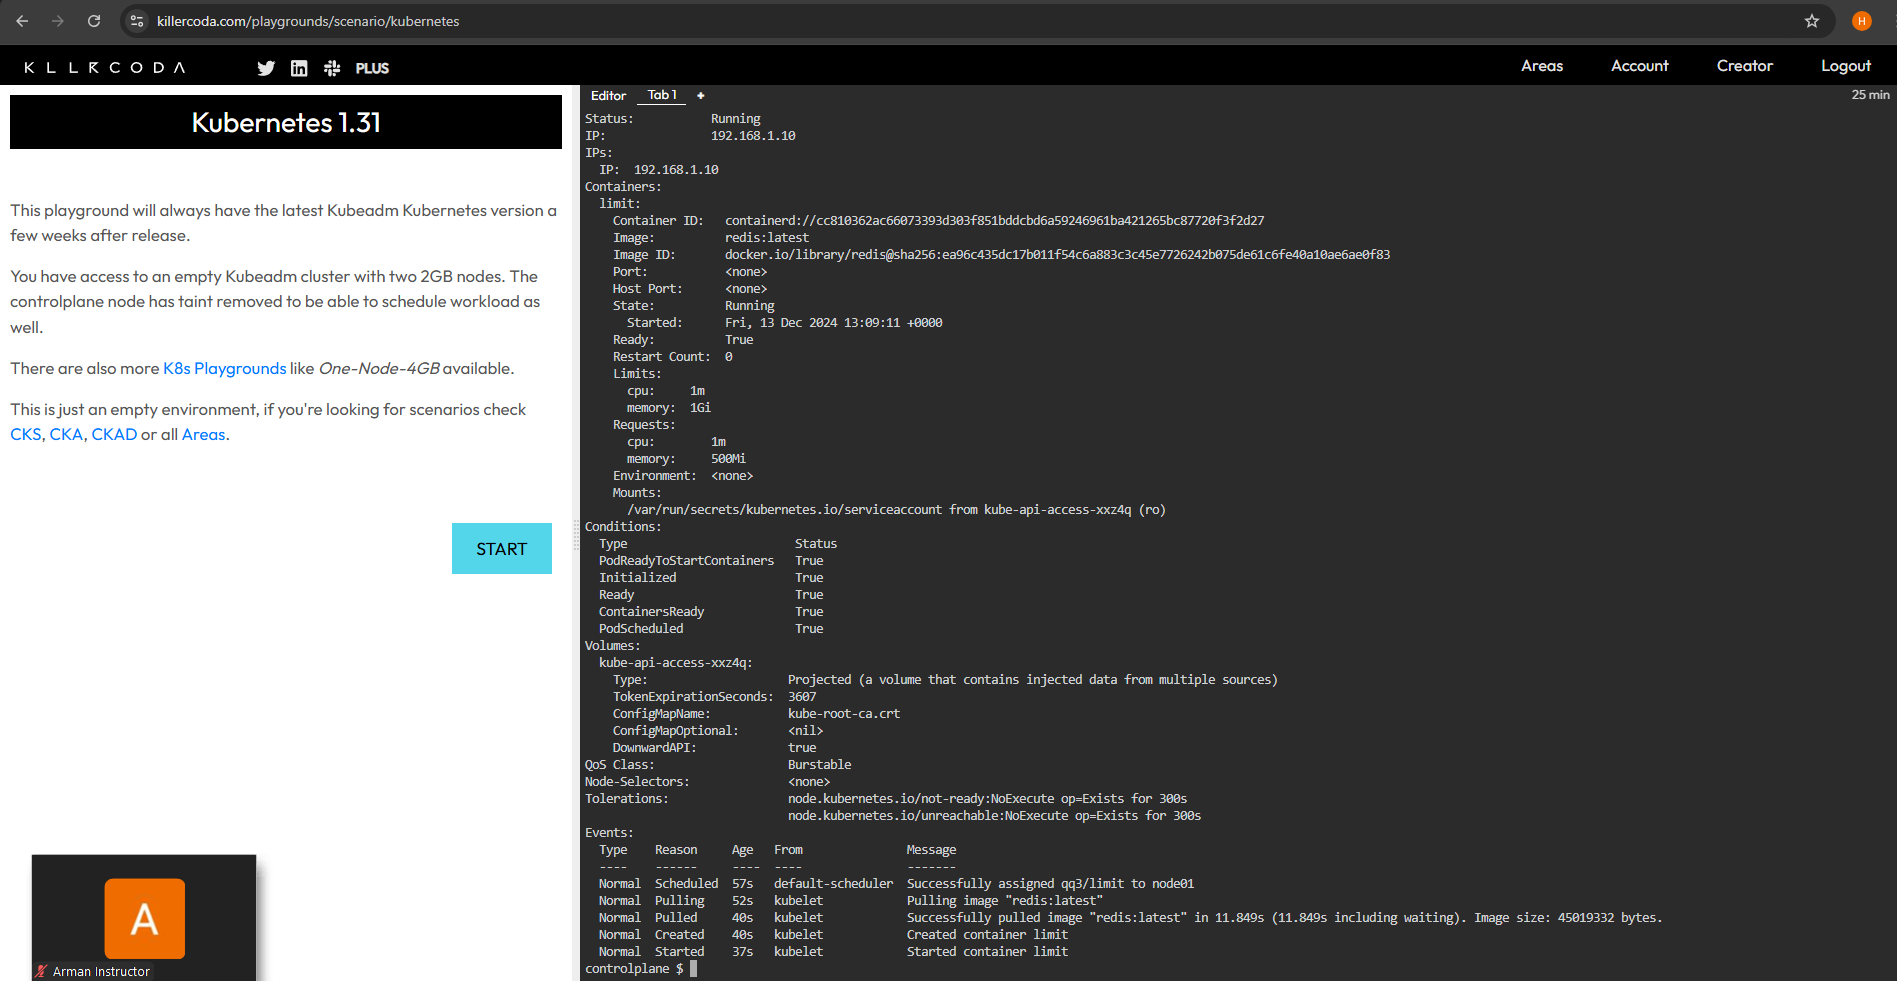 killercoda.com/playgrounds/scenario/kubernetes
H
KLLRCODA
PLUS
Areas
Account
Creator
Logout
Kubernetes 1.31
This playground will always have the latest Kubeadm Kubernetes version a
few weeks after release.
You have access to an empty Kubeadm cluster with two 2GB nodes. The
controlplane node has taint removed to be able to schedule workload as
well.
There are also more K8s Playgrounds like One-Node-4GB available.
This is just an empty environment, if you're looking for scenarios check
CKS, CKA, CKAD or all Areas.
START
A
Arman Instructor
Editor
Tab 1
+
25 min
Status: Running
IP: 192.168.1.10
IPs:
IP: 192.168.1.10
Containers:
limit:
Container ID: containerd://cc810362ac66073393d303f851bddcbd6a59246961ba421265bc87720f3f2d27
Image: redis:latest
Image ID: docker.io/library/redis@sha256:ea96c435dc17b011f54c6a883c3c45e7726242b075de61c6fe40a10ae6ae0f83
Port: <none>
Host Port: <none>
State: Running
Started: Fri, 13 Dec 2024 13:09:11 +0000
Ready: True
Restart Count: 0
Limits:
cpu: 1m
memory: 1Gi
Requests:
cpu: 1m
memory: 500Mi
Environment: <none>
Mounts:
/var/run/secrets/kubernetes.io/serviceaccount from kube-api-access-xxz4q (ro)
Conditions:
Type Status
PodReadyToStartContainers True
Initialized True
Ready True
ContainersReady True
PodScheduled True
Volumes:
kube-api-access-xxz4q:
Type: Projected (a volume that contains injected data from multiple sources)
TokenExpirationSeconds: 3607
ConfigMapName: kube-root-ca.crt
ConfigMapOptional: <nil>
DownwardAPI: true
QoS Class: Burstable
Node-Selectors: <none>
Tolerations: node.kubernetes.io/not-ready:NoExecute op=Exists for 300s
node.kubernetes.io/unreachable:NoExecute op=Exists for 300s
Events:
Type Reason Age From Message
---- ------ ---- ---- -------
Normal Scheduled 57s default-scheduler Successfully assigned qq3/limit to node01
Normal Pulling 52s kubelet Pulling image "redis:latest"
Normal Pulled 40s kubelet Successfully pulled image "redis:latest" in 11.849s (11.849s including waiting). Image size: 45019332 bytes.
Normal Created 40s kubelet Created container limit
Normal Started 37s kubelet Started container limit
controlplane $